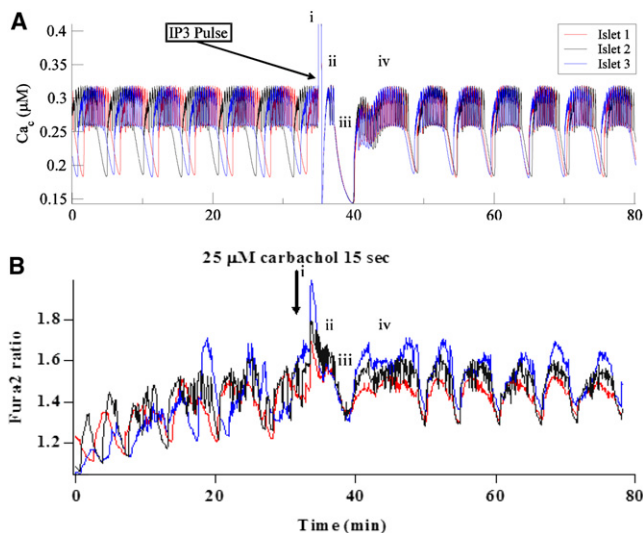 A
i
IP3 Pulse
ii
iv
iii
Islet 1
Islet 2
Islet 3
Ca_c (μM)
0.4
0.35
0.3
0.25
0.2
0.15
0 20 40 60 80
B
25 μM carbachol 15 sec
i
ii
iii
iv
Fura2 ratio
1.8
1.6
1.4
1.2
0 20 40 60 80
Time (min)